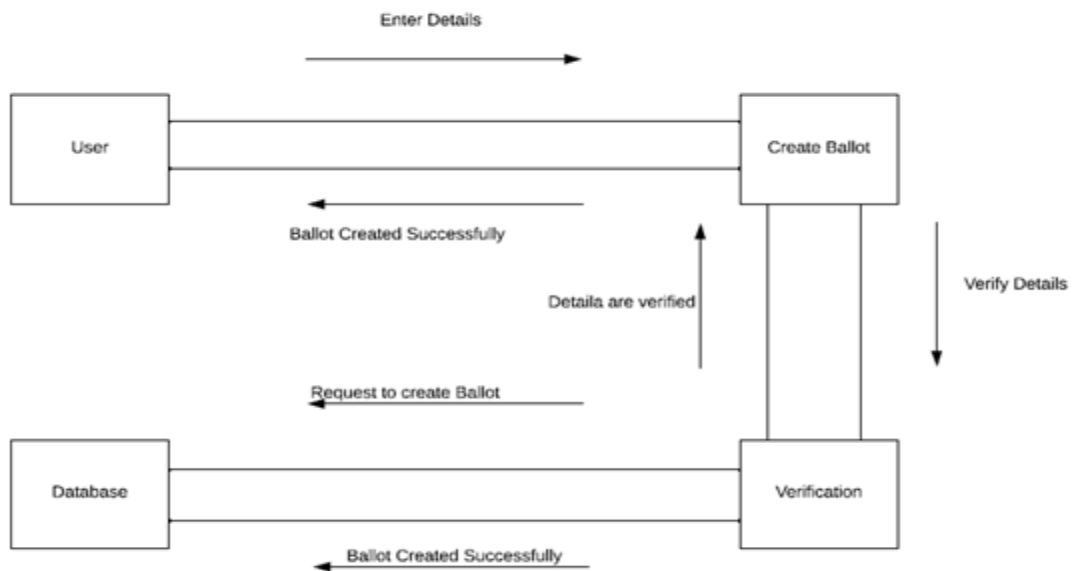 Enter Details
User
Create Ballot
Ballot Created Successfully
Verify Details
Detaila are verified
Request to create Ballot
Database
Verification
Ballot Created Successfully